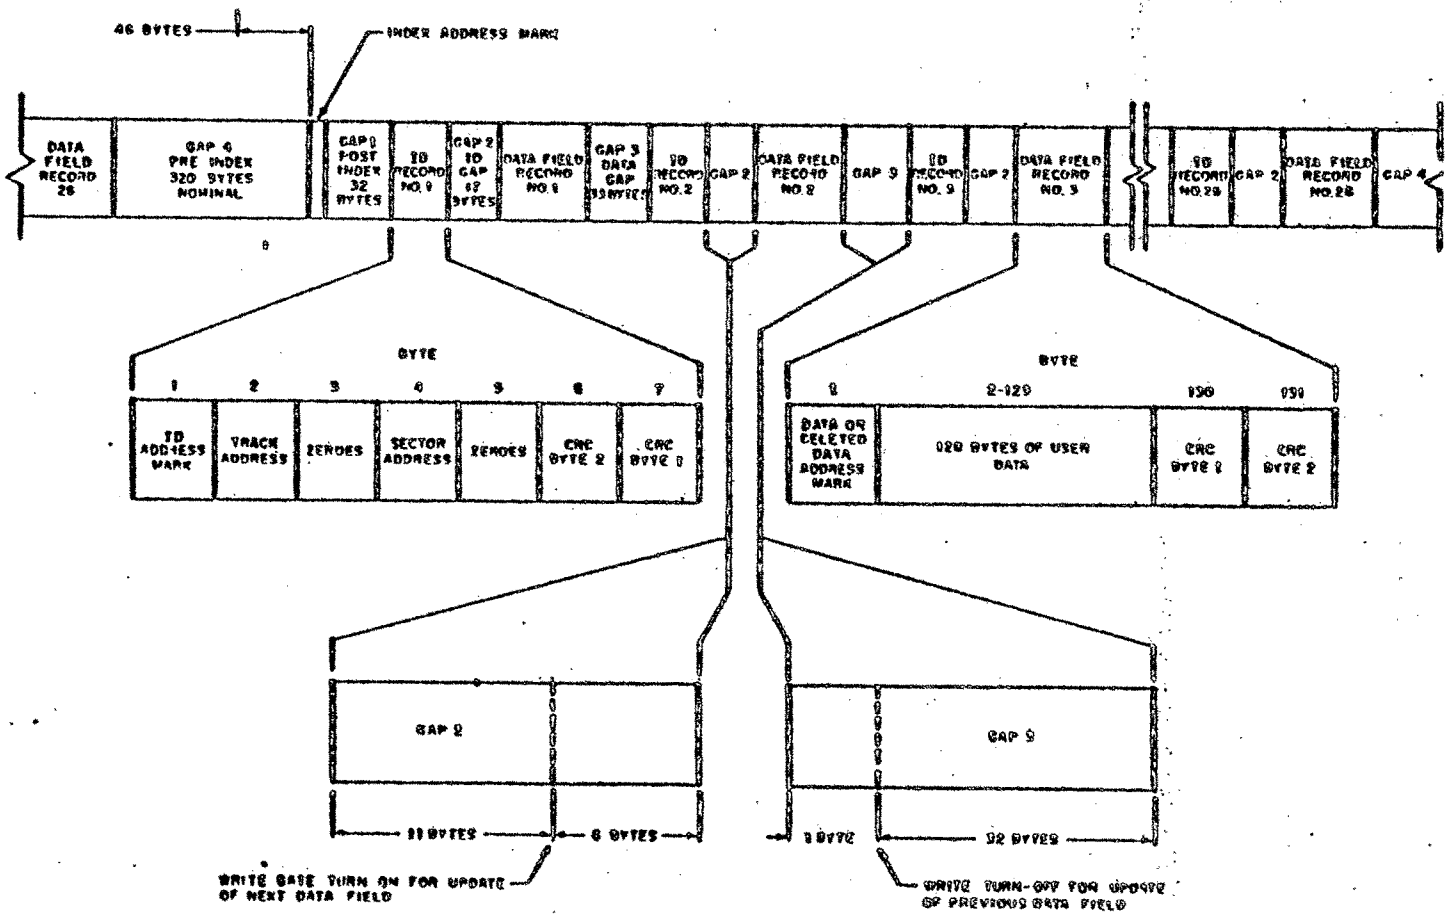 46 BYTES
INDEX ADDRESS MARK
DATA
FIELD
RECORD
26
GAP 4
PRE INDEX
320 BYTES
NOMINAL
GAP 1
POST
INDEX
32
BYTES
ID
RECORD
NO. 1
GAP 2
ID
GAP
17
BYTES
DATA FIELD
RECORD
NO. 1
GAP 3
DATA
GAP
33 BYTES
ID
RECORD
NO. 2
GAP 2
DATA FIELD
RECORD
NO. 2
GAP 3
ID
RECORD
NO. 3
GAP 2
DATA FIELD
RECORD
NO. 3
ID
RECORD
NO. 26
GAP 2
DATA FIELD
RECORD
NO. 26
GAP 4
BYTE
1 2 3 4 5 6 7
ID
ADDRESS
MARK
TRACK
ADDRESS
ZEROES
SECTOR
ADDRESS
ZEROES
CRC
BYTE 2
CRC
BYTE 1
BYTE
1 2-129 130 131
DATA OR
DELETED
DATA
ADDRESS
MARK
128 BYTES OF USER
DATA
CRC
BYTE 1
CRC
BYTE 2
GAP 2
11 BYTES
6 BYTES
WRITE GATE TURN ON FOR UPDATE
OF NEXT DATA FIELD
GAP 3
1 BYTE
32 BYTES
WRITE TURN-OFF FOR UPDATE
OF PREVIOUS DATA FIELD